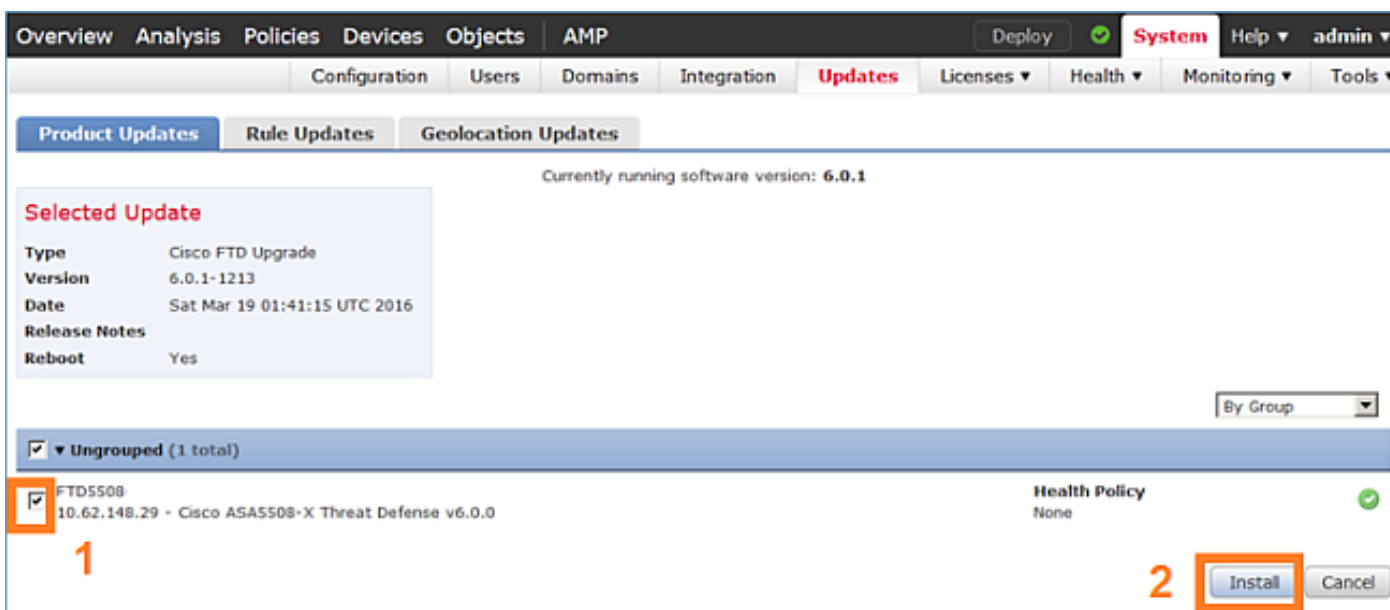 Overview Analysis Policies Devices Objects AMP Deploy System Help ▾ admin ▾
Configuration Users Domains Integration Updates Licenses ▾ Health ▾ Monitoring ▾ Tools ▾
Product Updates Rule Updates Geolocation Updates
Currently running software version: 6.0.1
Selected Update
Type Cisco FTD Upgrade
Version 6.0.1-1213
Date Sat Mar 19 01:41:15 UTC 2016
Release Notes
Reboot Yes
By Group
▾ Ungrouped (1 total)
FTD5508
10.62.148.29 - Cisco ASA5508-X Threat Defense v6.0.0
Health Policy
None
1
2 Install Cancel